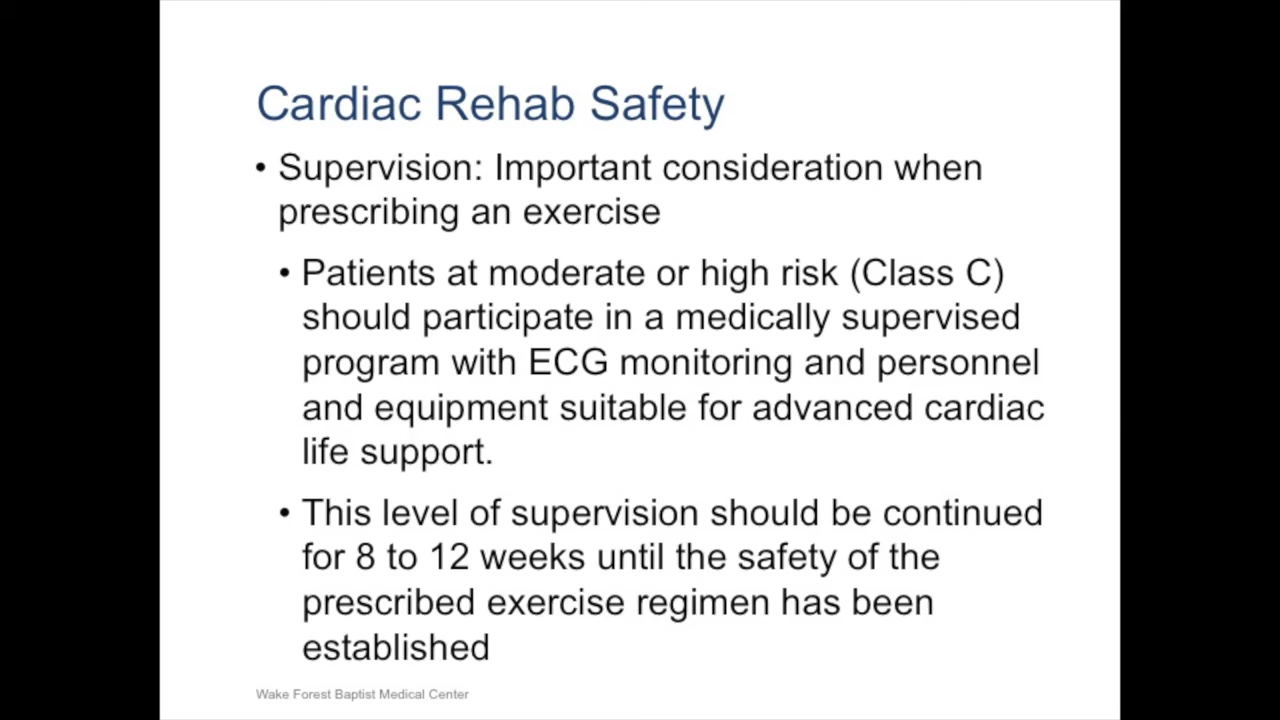 Cardiac Rehab Safety
• Supervision: Important consideration when
prescribing an exercise
• Patients at moderate or high risk (Class C)
should participate in a medically supervised
program with ECG monitoring and personnel
and equipment suitable for advanced cardiac
life support.
• This level of supervision should be continued
for 8 to 12 weeks until the safety of the
prescribed exercise regimen has been
established
Wake Forest Baptist Medical Center